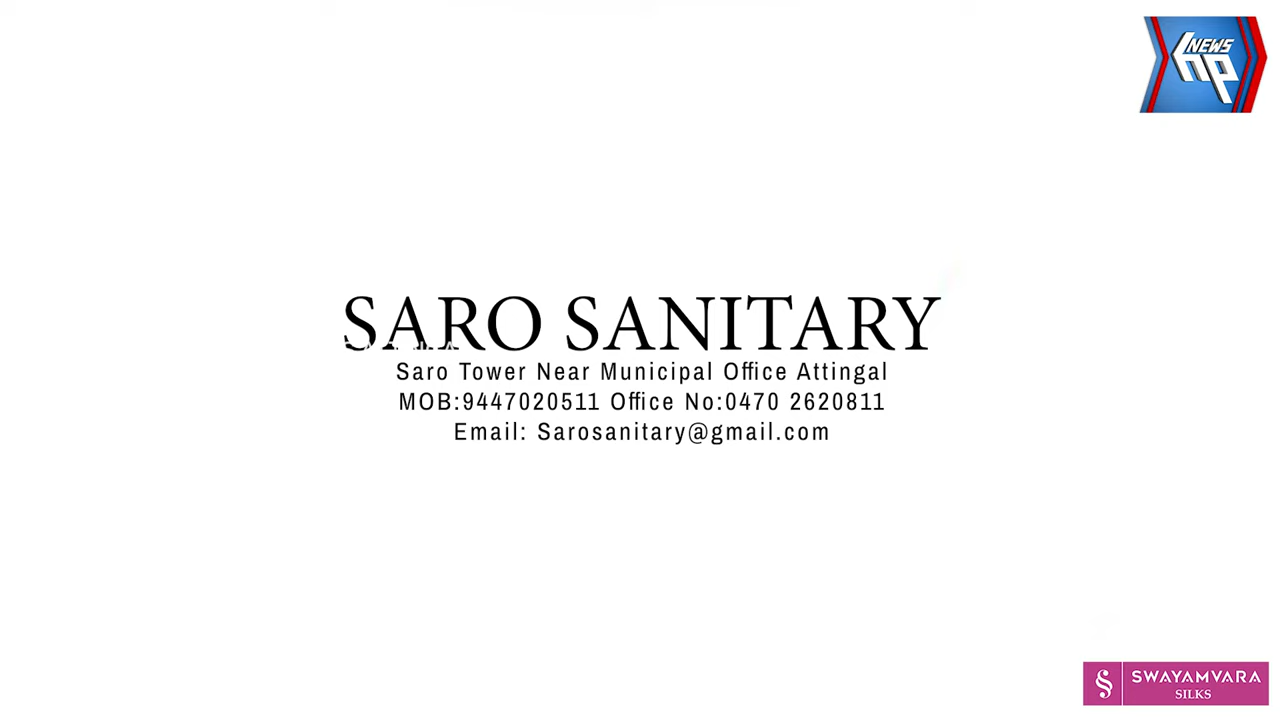 NEWS
hp
SARO SANITARY
Saro Tower Near Municipal Office Attingal
MOB:9447020511 Office No:0470 2620811
Email: Sarosanitary@gmail.com
SWAYAMVARA
SILKS